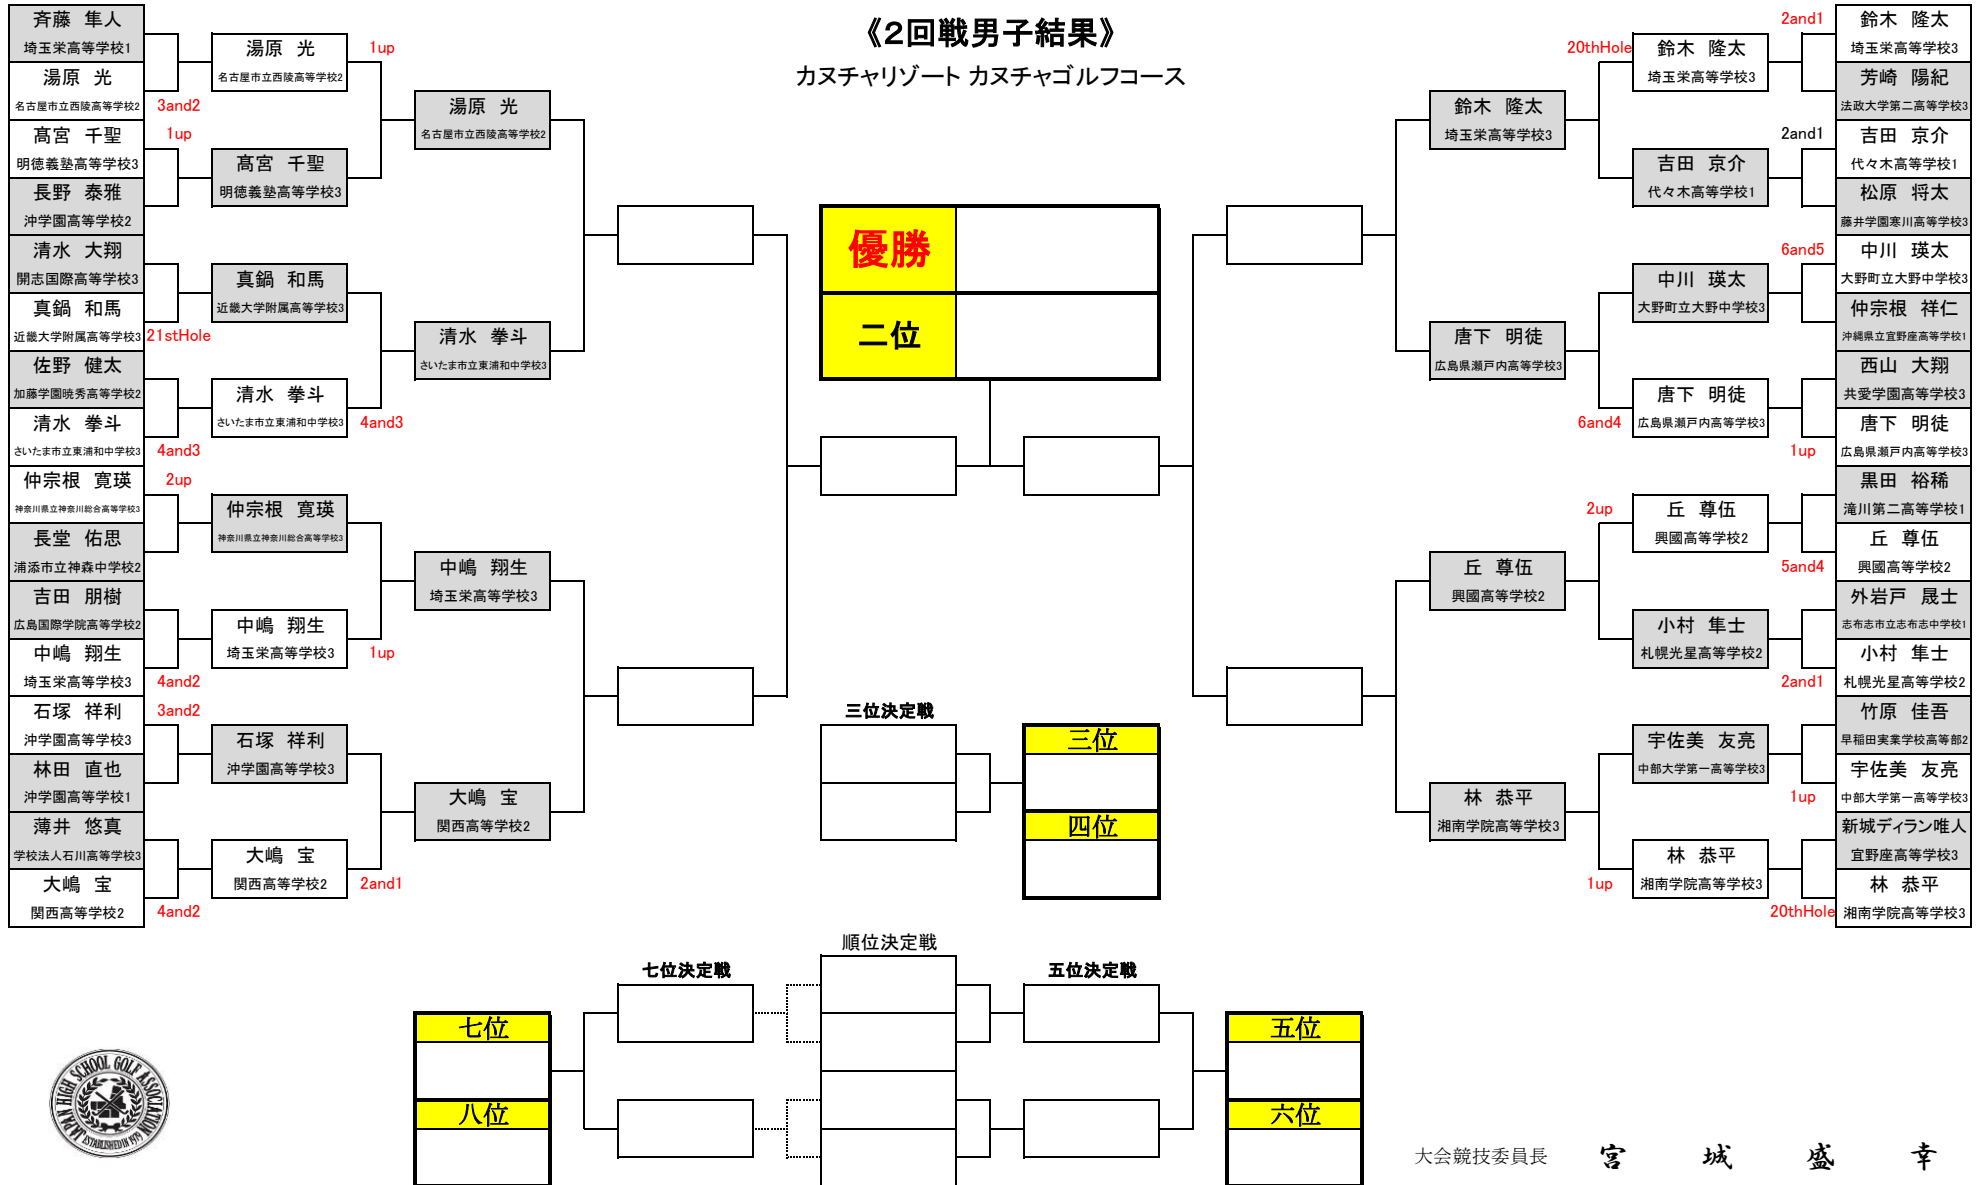 《2回戦男子結果》
カヌチャリゾート カヌチャゴルフコース
斉藤 隼人
埼玉栄高等学校1
湯原 光
名古屋市立西陵高等学校2
3and2
髙宮 千聖
明徳義塾高等学校3
1up
長野 泰雅
沖学園高等学校2
清水 大翔
開志国際高等学校3
真鍋 和馬
近畿大学附属高等学校3
21stHole
佐野 健太
加藤学園暁秀高等学校2
清水 拳斗
さいたま市立東浦和中学校3
4and3
仲宗根 寛瑛
神奈川県立神奈川総合高等学校3
2up
長堂 佑思
浦添市立神森中学校2
吉田 朋樹
広島国際学院高等学校2
中嶋 翔生
埼玉栄高等学校3
4and2
石塚 祥利
沖学園高等学校3
3and2
林田 直也
沖学園高等学校1
薄井 悠真
学校法人石川高等学校3
大嶋 宝
関西高等学校2
4and2
湯原 光
名古屋市立西陵高等学校2
1up
髙宮 千聖
明徳義塾高等学校3
真鍋 和馬
近畿大学附属高等学校3
清水 拳斗
さいたま市立東浦和中学校3
4and3
仲宗根 寛瑛
神奈川県立神奈川総合高等学校3
中嶋 翔生
埼玉栄高等学校3
1up
石塚 祥利
沖学園高等学校3
大嶋 宝
関西高等学校2
2and1
湯原 光
名古屋市立西陵高等学校2
清水 拳斗
さいたま市立東浦和中学校3
中嶋 翔生
埼玉栄高等学校3
大嶋 宝
関西高等学校2
優勝
二位
三位決定戦
三位
四位
鈴木 隆太
埼玉栄高等学校3
唐下 明徒
広島県瀬戸内高等学校3
丘 尊伍
興國高等学校2
林 恭平
湘南学院高等学校3
20thHole
鈴木 隆太
埼玉栄高等学校3
吉田 京介
代々木高等学校1
中川 瑛太
大野町立大野中学校3
唐下 明徒
広島県瀬戸内高等学校3
6and4
2up
丘 尊伍
興國高等学校2
小村 隼士
札幌光星高等学校2
宇佐美 友亮
中部大学第一高等学校3
林 恭平
湘南学院高等学校3
1up
2and1
鈴木 隆太
埼玉栄高等学校3
芳崎 陽紀
法政大学第二高等学校3
2and1
吉田 京介
代々木高等学校1
松原 将太
藤井学園寒川高等学校3
6and5
中川 瑛太
大野町立大野中学校3
仲宗根 祥仁
沖縄県立宜野座高等学校1
西山 大翔
共愛学園高等学校3
唐下 明徒
広島県瀬戸内高等学校3
1up
黒田 裕稀
滝川第二高等学校1
丘 尊伍
興國高等学校2
5and4
外岩戸 晟士
志布志市立志布志中学校1
小村 隼士
札幌光星高等学校2
2and1
竹原 佳吾
早稲田実業学校高等部2
宇佐美 友亮
中部大学第一高等学校3
1up
新城ディラン唯人
宜野座高等学校3
林 恭平
湘南学院高等学校3
20thHole
順位決定戦
七位決定戦
五位決定戦
七位
八位
五位
六位
JAPAN HIGH SCHOOL GOLF ASSOCIATION
ESTABLISHED IN 1979
大会競技委員長 宮 城 盛 幸